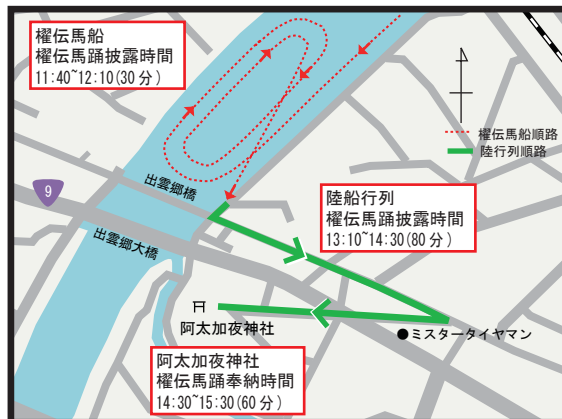 櫂伝馬船
櫂伝馬踊披露時間
11:40~12:10(30分)
櫂伝馬船順路
陸行列順路
9
出雲郷橋
出雲郷大橋
陸船行列
櫂伝馬踊披露時間
13:10~14:30(80分)
阿太加夜神社
ミスタータイヤマン
阿太加夜神社
櫂伝馬踊奉納時間
14:30~15:30(60分)